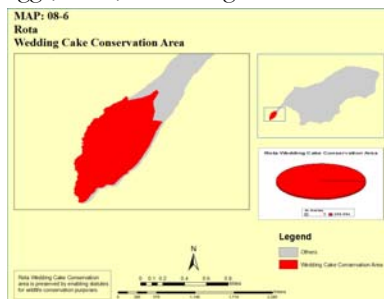 MAP: 08-6
Rota
Wedding Cake Conservation Area
Rota Wedding Cake Conservation Area
N
Legend
Others
Wedding Cake Conservation Area
Rota Wedding Cake Conservation
area is preserved by enabling statutes
for wildlife conservation purposes